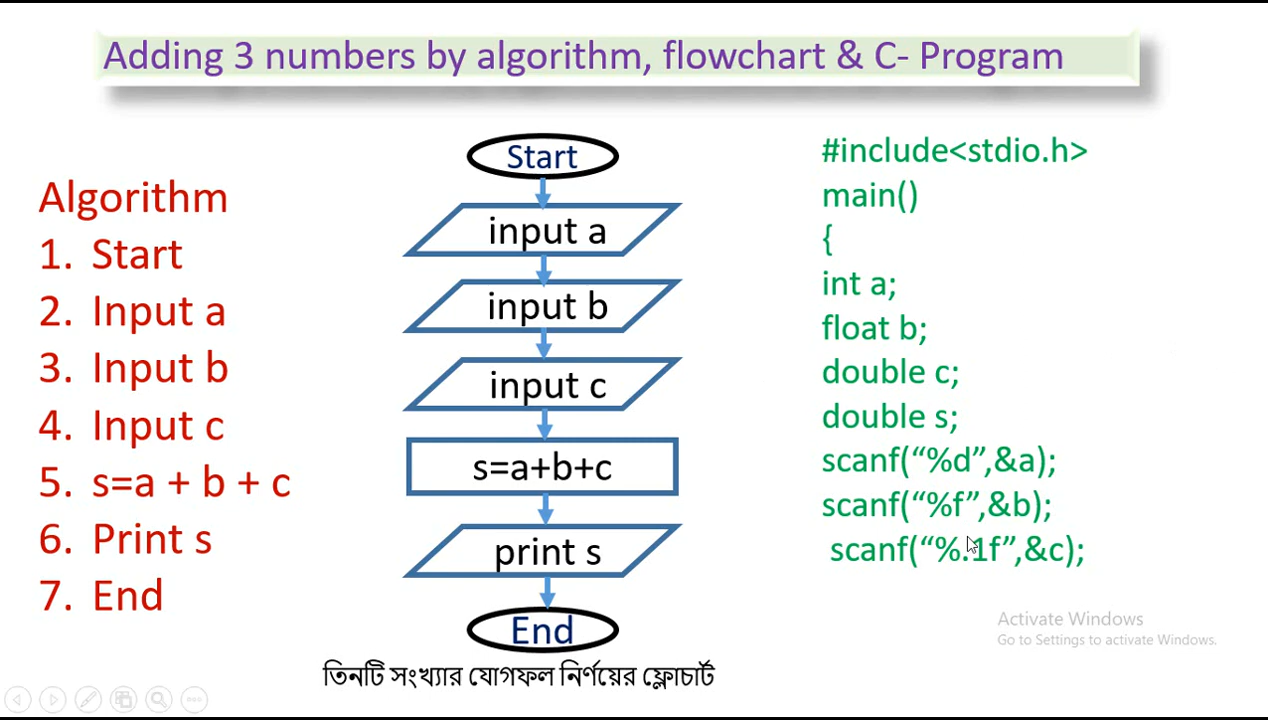 Adding 3 numbers by algorithm, flowchart & C- Program
Algorithm
1. Start
2. Input a
3. Input b
4. Input c
5. s=a + b + c
6. Print s
7. End
Start
input a
input b
input c
s=a+b+c
print s
End
তিনটি সংখ্যার যোগফল নির্ণয়ের ফ্লোচার্ট
#include<stdio.h>
main()
{
int a;
float b;
double c;
double s;
scanf(“%d”,&a);
scanf(“%f”,&b);
scanf(“%.1f”,&c);
Activate Windows
Go to Settings to activate Windows.